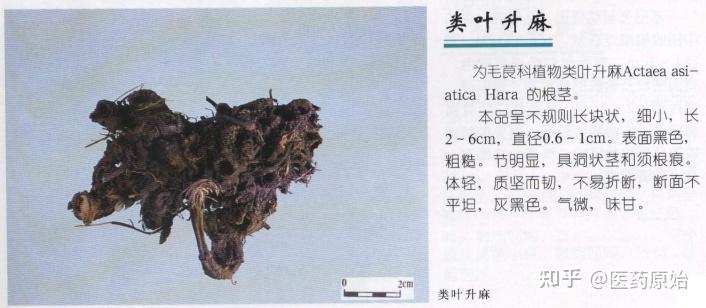 类叶升麻
为毛茛科植物类叶升麻Actaea asi-
atica Hara 的根茎。
本品呈不规则长块状，细小，长
2~6cm，直径0.6~1cm。表面黑色，
粗糙。节明显，具洞状茎和须根痕。
体轻，质坚而韧，不易折断，断面不
平坦，灰黑色。气微，味甘。
0 2cm
类叶升麻
知乎 @医药原始